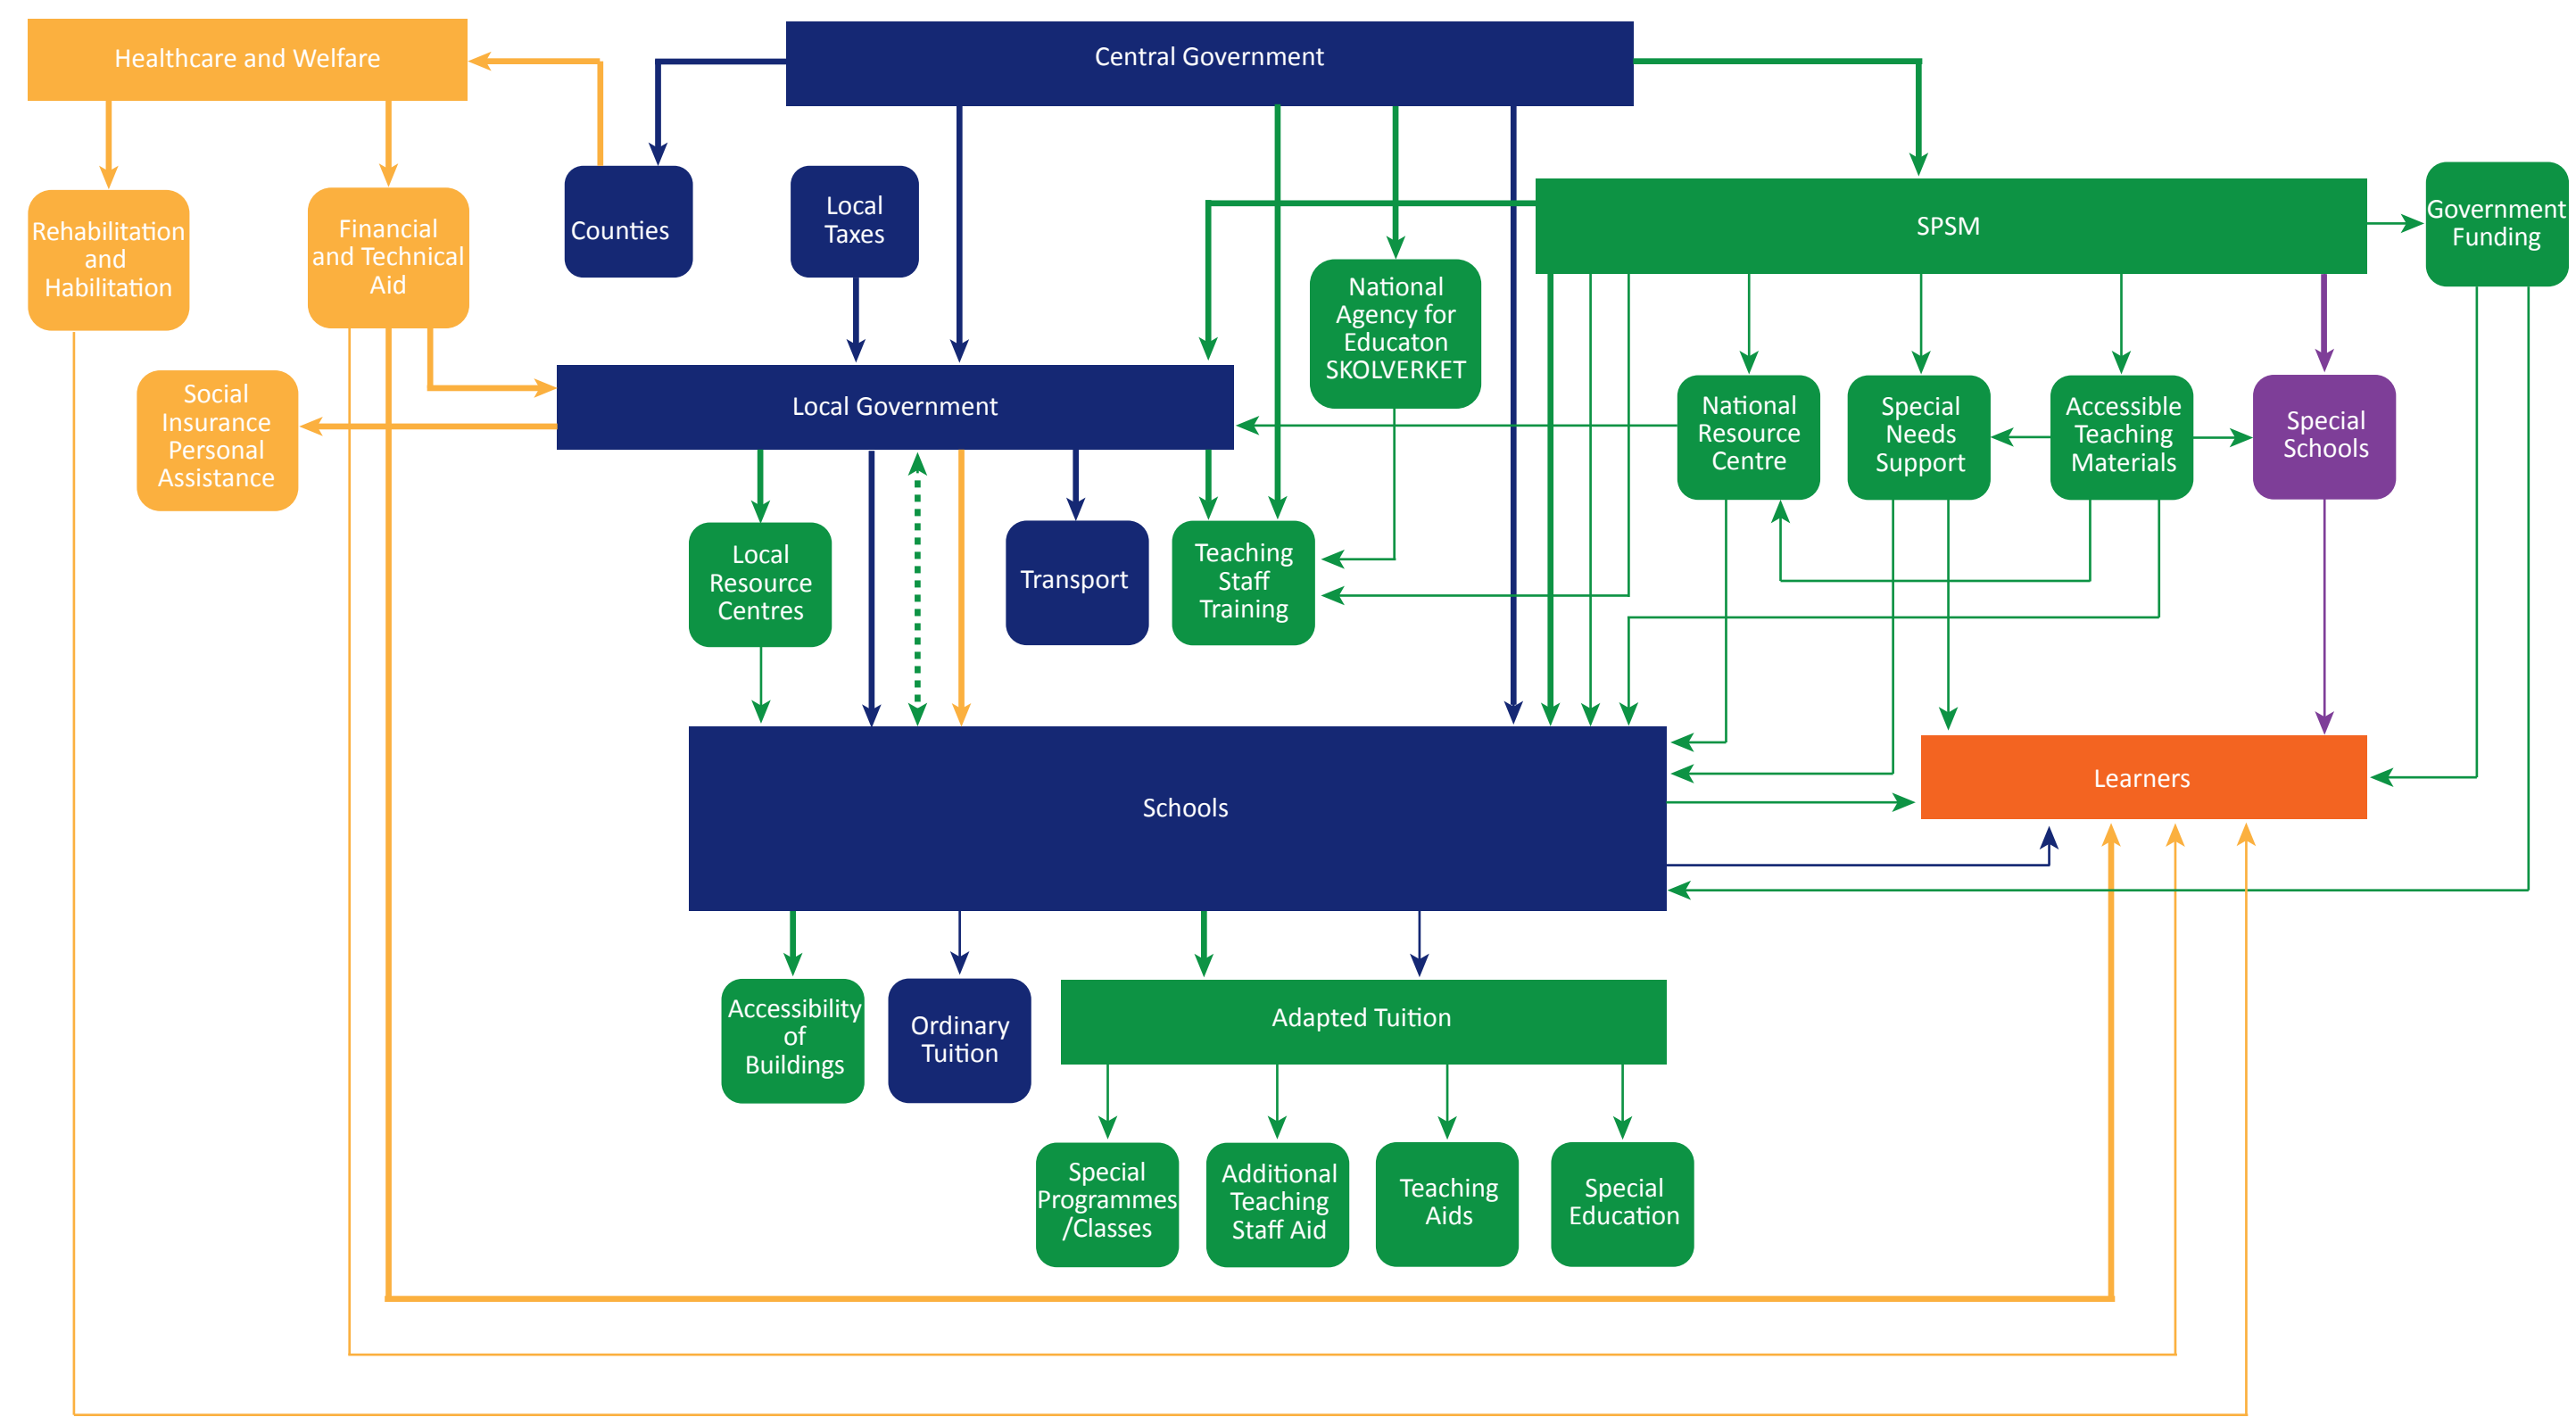 Healthcare and Welfare
Central Government
Rehabilitation
and
Habilitation
Financial
and Technical
Aid
Counties
Local
Taxes
SPSM
Government
Funding
National
Agency for
Educaton
SKOLVERKET
Social
Insurance
Personal
Assistance
Local Government
National
Resource
Centre
Special
Needs
Support
Accessible
Teaching
Materials
Special
Schools
Local
Resource
Centres
Transport
Teaching
Staff
Training
Schools
Learners
Accessibility
of
Buildings
Ordinary
Tuition
Adapted Tuition
Special
Programmes
/Classes
Additional
Teaching
Staff Aid
Teaching
Aids
Special
Education